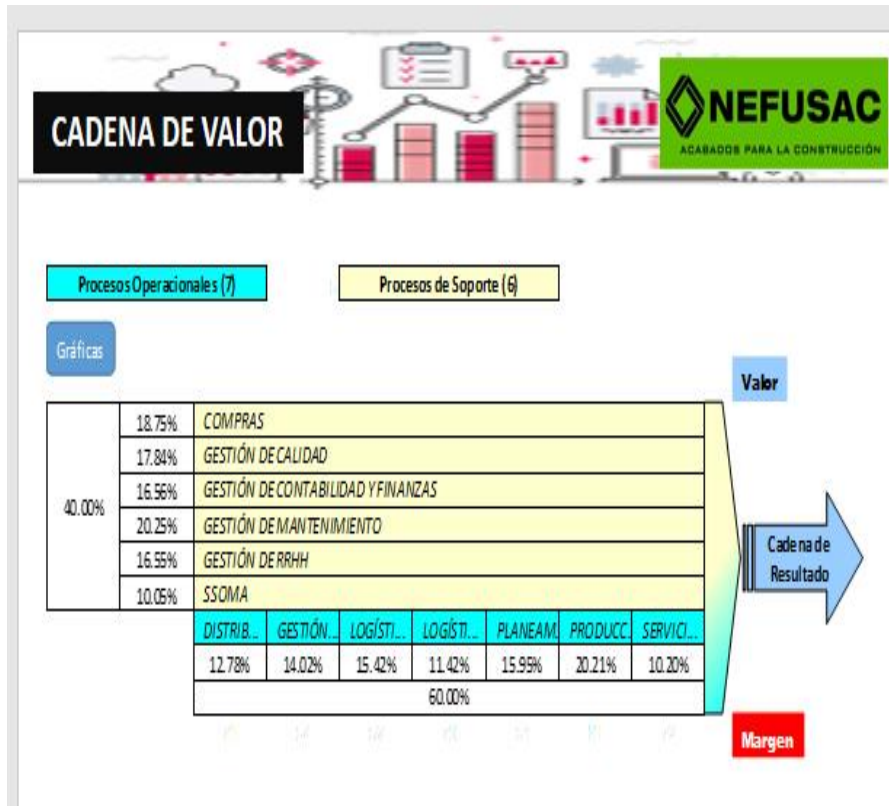 CADENA DE VALOR
NEFUSAC
ACABADOS PARA LA CONSTRUCCIÓN
Procesos Operacionales (7)
Procesos de Soporte (6)
Gráficas
Valor
40.00%
18.75% COMPRAS
17.84% GESTIÓN DE CALIDAD
16.56% GESTIÓN DE CONTABILIDAD Y FINANZAS
20.25% GESTIÓN DE MANTENIMIENTO
16.55% GESTIÓN DE RRHH
10.05% SSOMA
Cadena de
Resultado
DISTRIB... GESTIÓN... LOGÍSTI... LOGÍSTI... PLANEAM. PRODUCC. SERVICI...
12.78% 14.02% 15.42% 11.42% 15.95% 20.21% 10.20%
60.00%
Margen